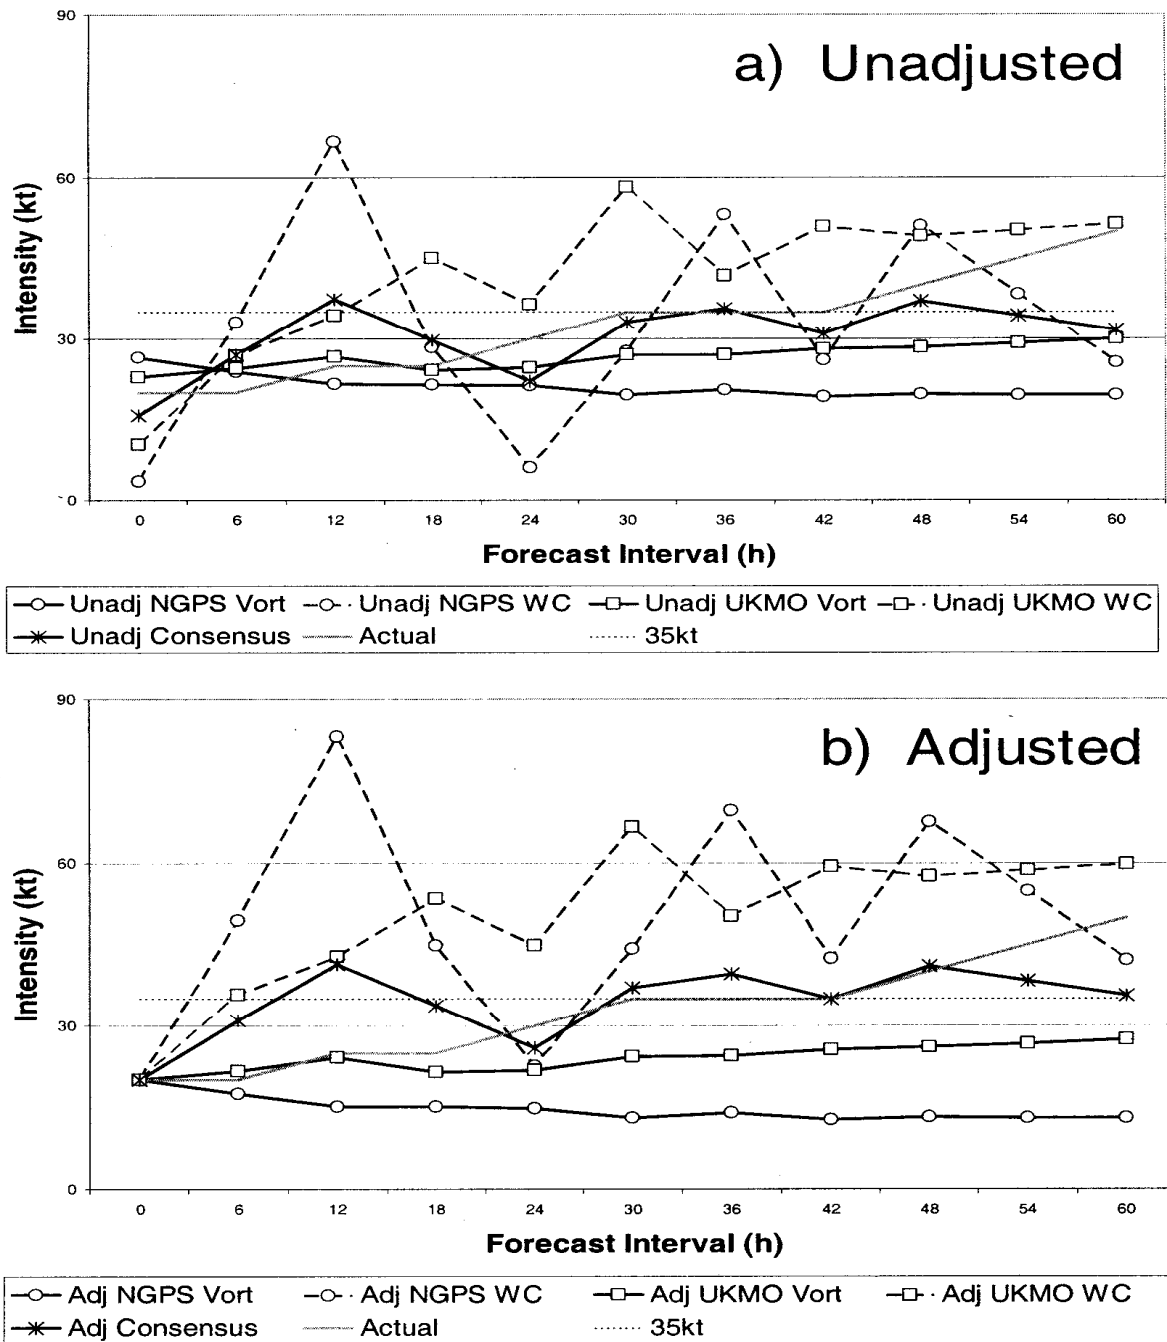 90
60
30
0
Intensity (kt)
a) Unadjusted
0 6 12 18 24 30 36 42 48 54 60
Forecast Interval (h)
Unadj NGPS Vort Unadj NGPS WC Unadj UKMO Vort Unadj UKMO WC
Unadj Consensus Actual 35kt
90
60
30
0
Intensity (kt)
b) Adjusted
0 6 12 18 24 30 36 42 48 54 60
Forecast Interval (h)
Adj NGPS Vort Adj NGPS WC Adj UKMO Vort Adj UKMO WC
Adj Consensus Actual 35kt